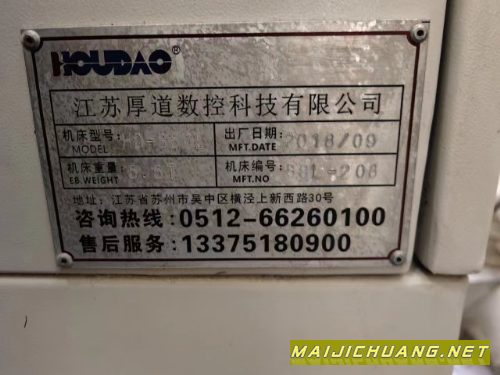 HOUDAO®
江苏厚道数控科技有限公司
机床型号: 出厂日期: 2018/09
MODEL MFT.DATE
机床重量: 机床编号:
EB.WEIGHT MFT.NO
地址: 江苏省苏州市吴中区横泾上新西路30号
咨询热线:0512-66260100
售后服务:13375180900
MAIJICHUANG.NET